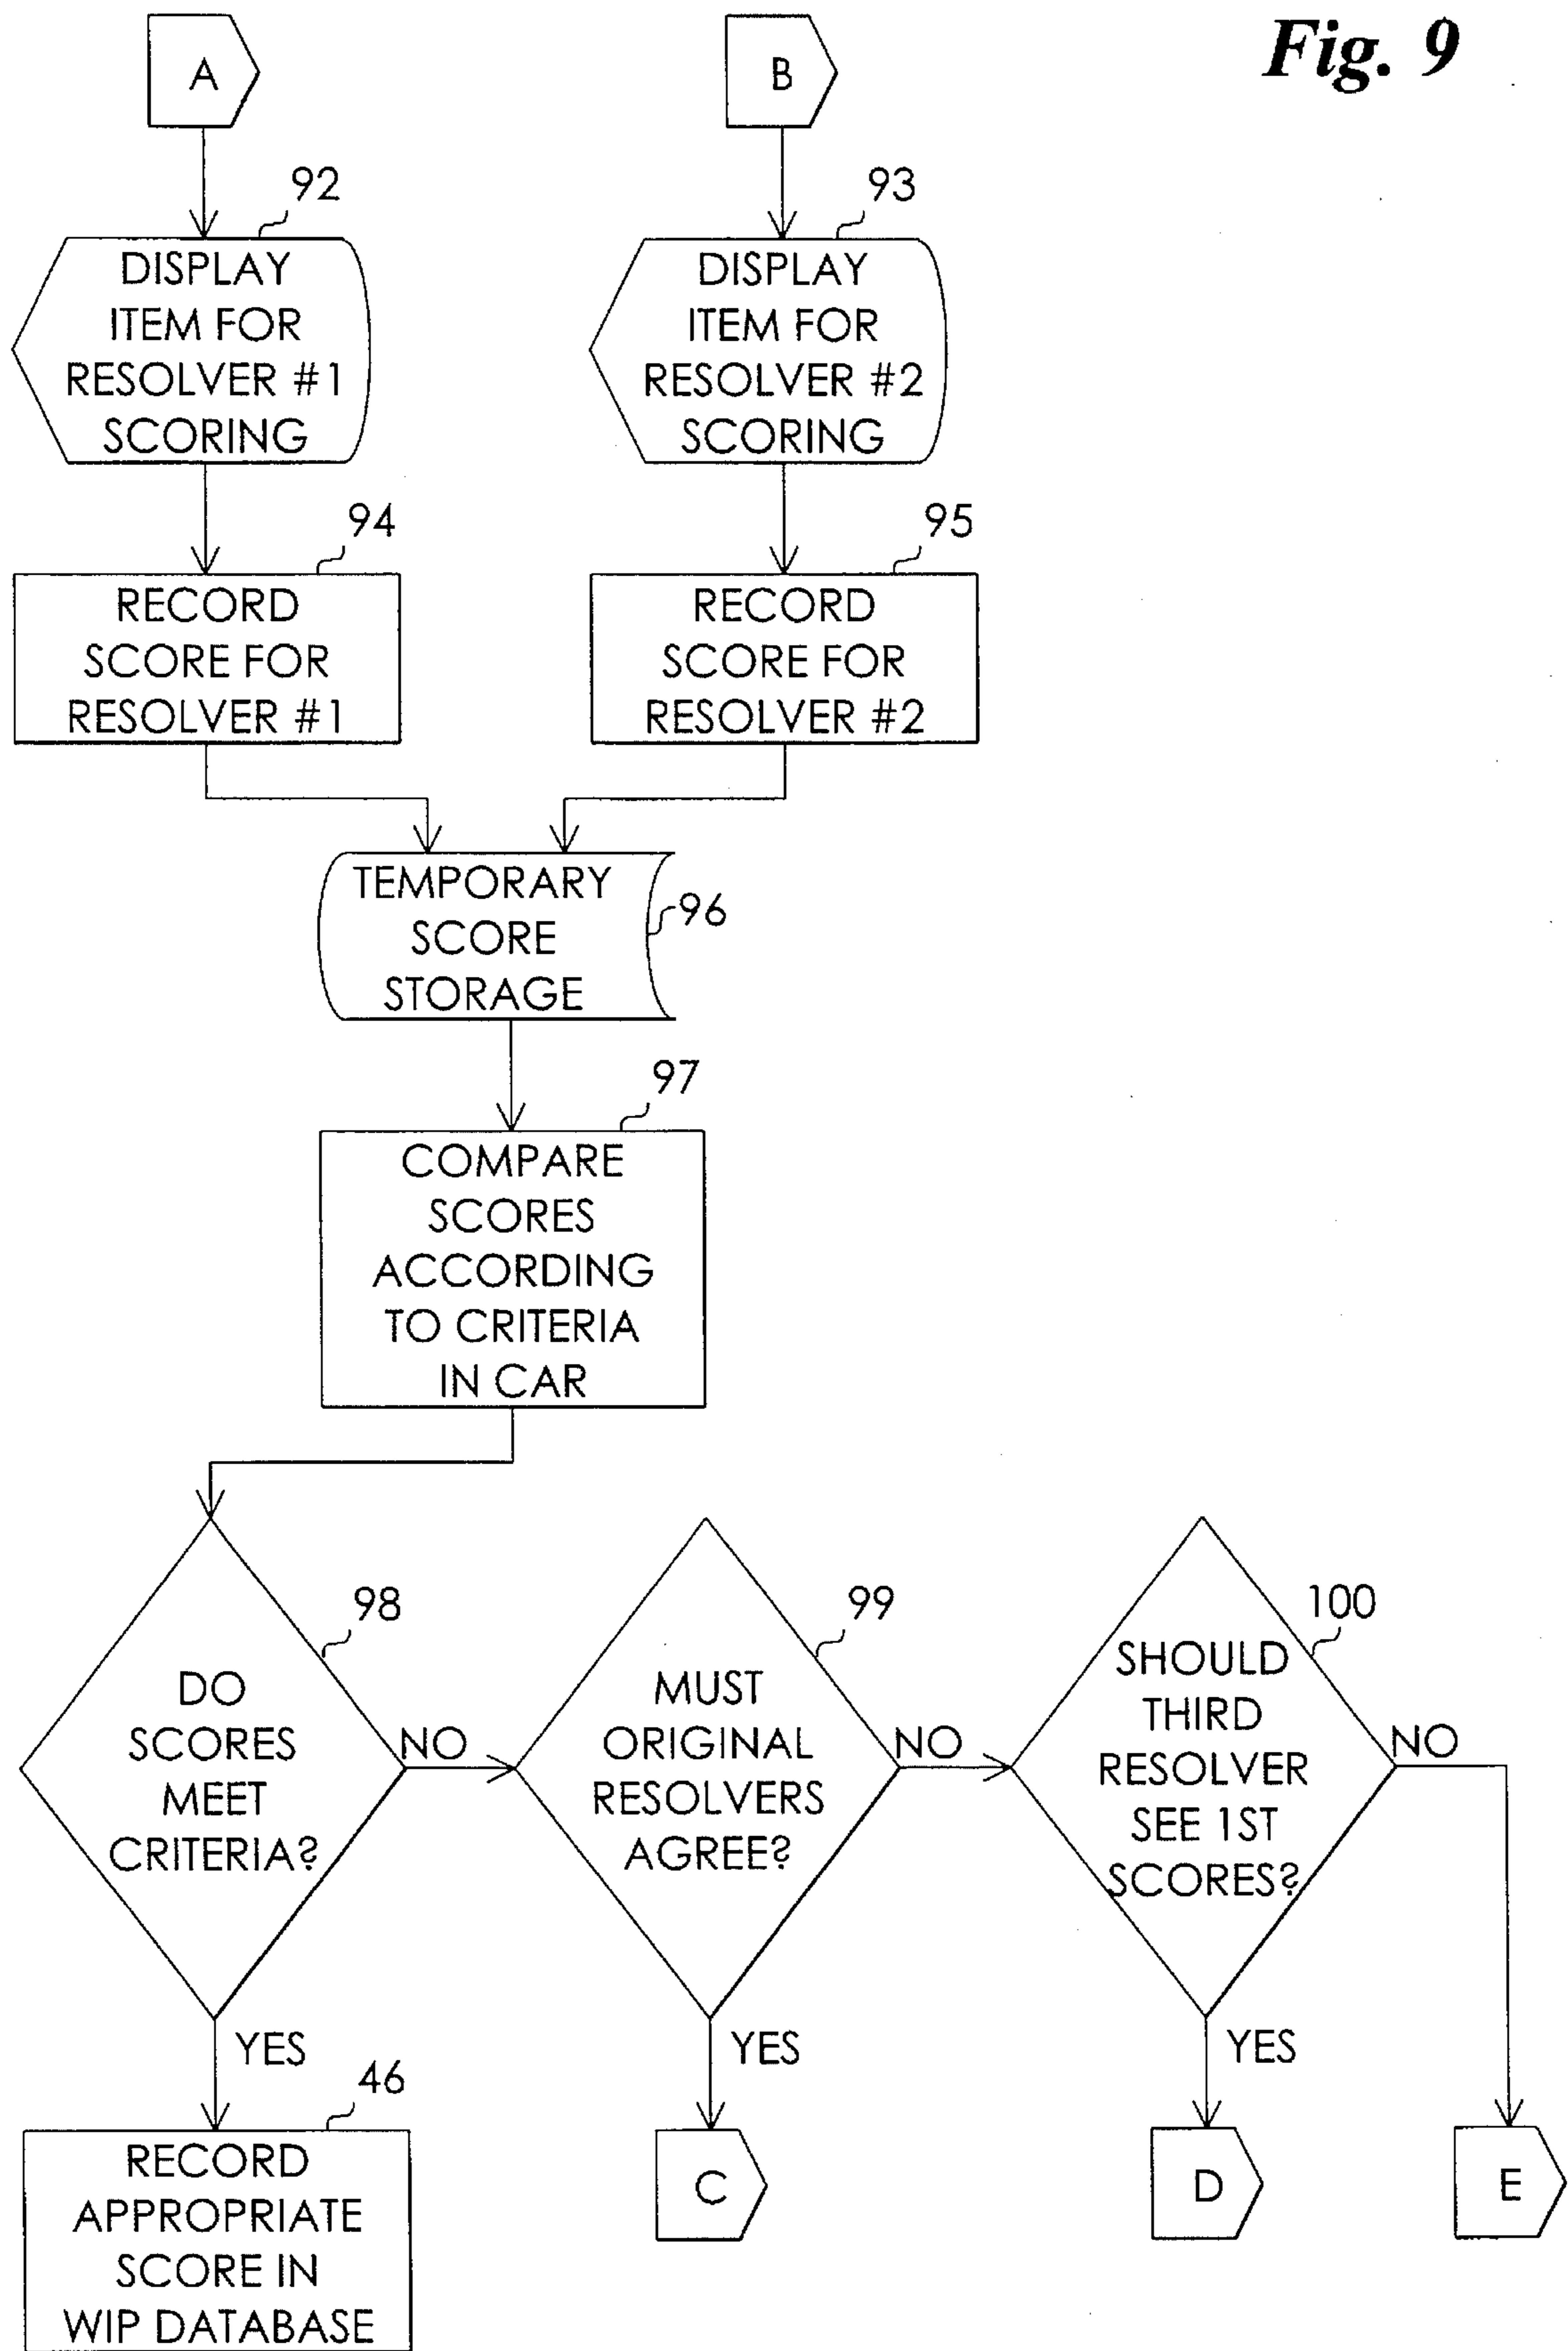 Fig. 9
A
B
92
93
DISPLAY
ITEM FOR
RESOLVER #1
SCORING
DISPLAY
ITEM FOR
RESOLVER #2
SCORING
94
95
RECORD
SCORE FOR
RESOLVER #1
RECORD
SCORE FOR
RESOLVER #2
TEMPORARY
SCORE
STORAGE
96
97
COMPARE
SCORES
ACCORDING
TO CRITERIA
IN CAR
98
99
100
DO
SCORES
MEET
CRITERIA?
NO
MUST
ORIGINAL
RESOLVERS
AGREE?
NO
SHOULD
THIRD
RESOLVER
SEE 1ST
SCORES?
NO
YES
YES
YES
46
RECORD
APPROPRIATE
SCORE IN
WIP DATABASE
C
D
E